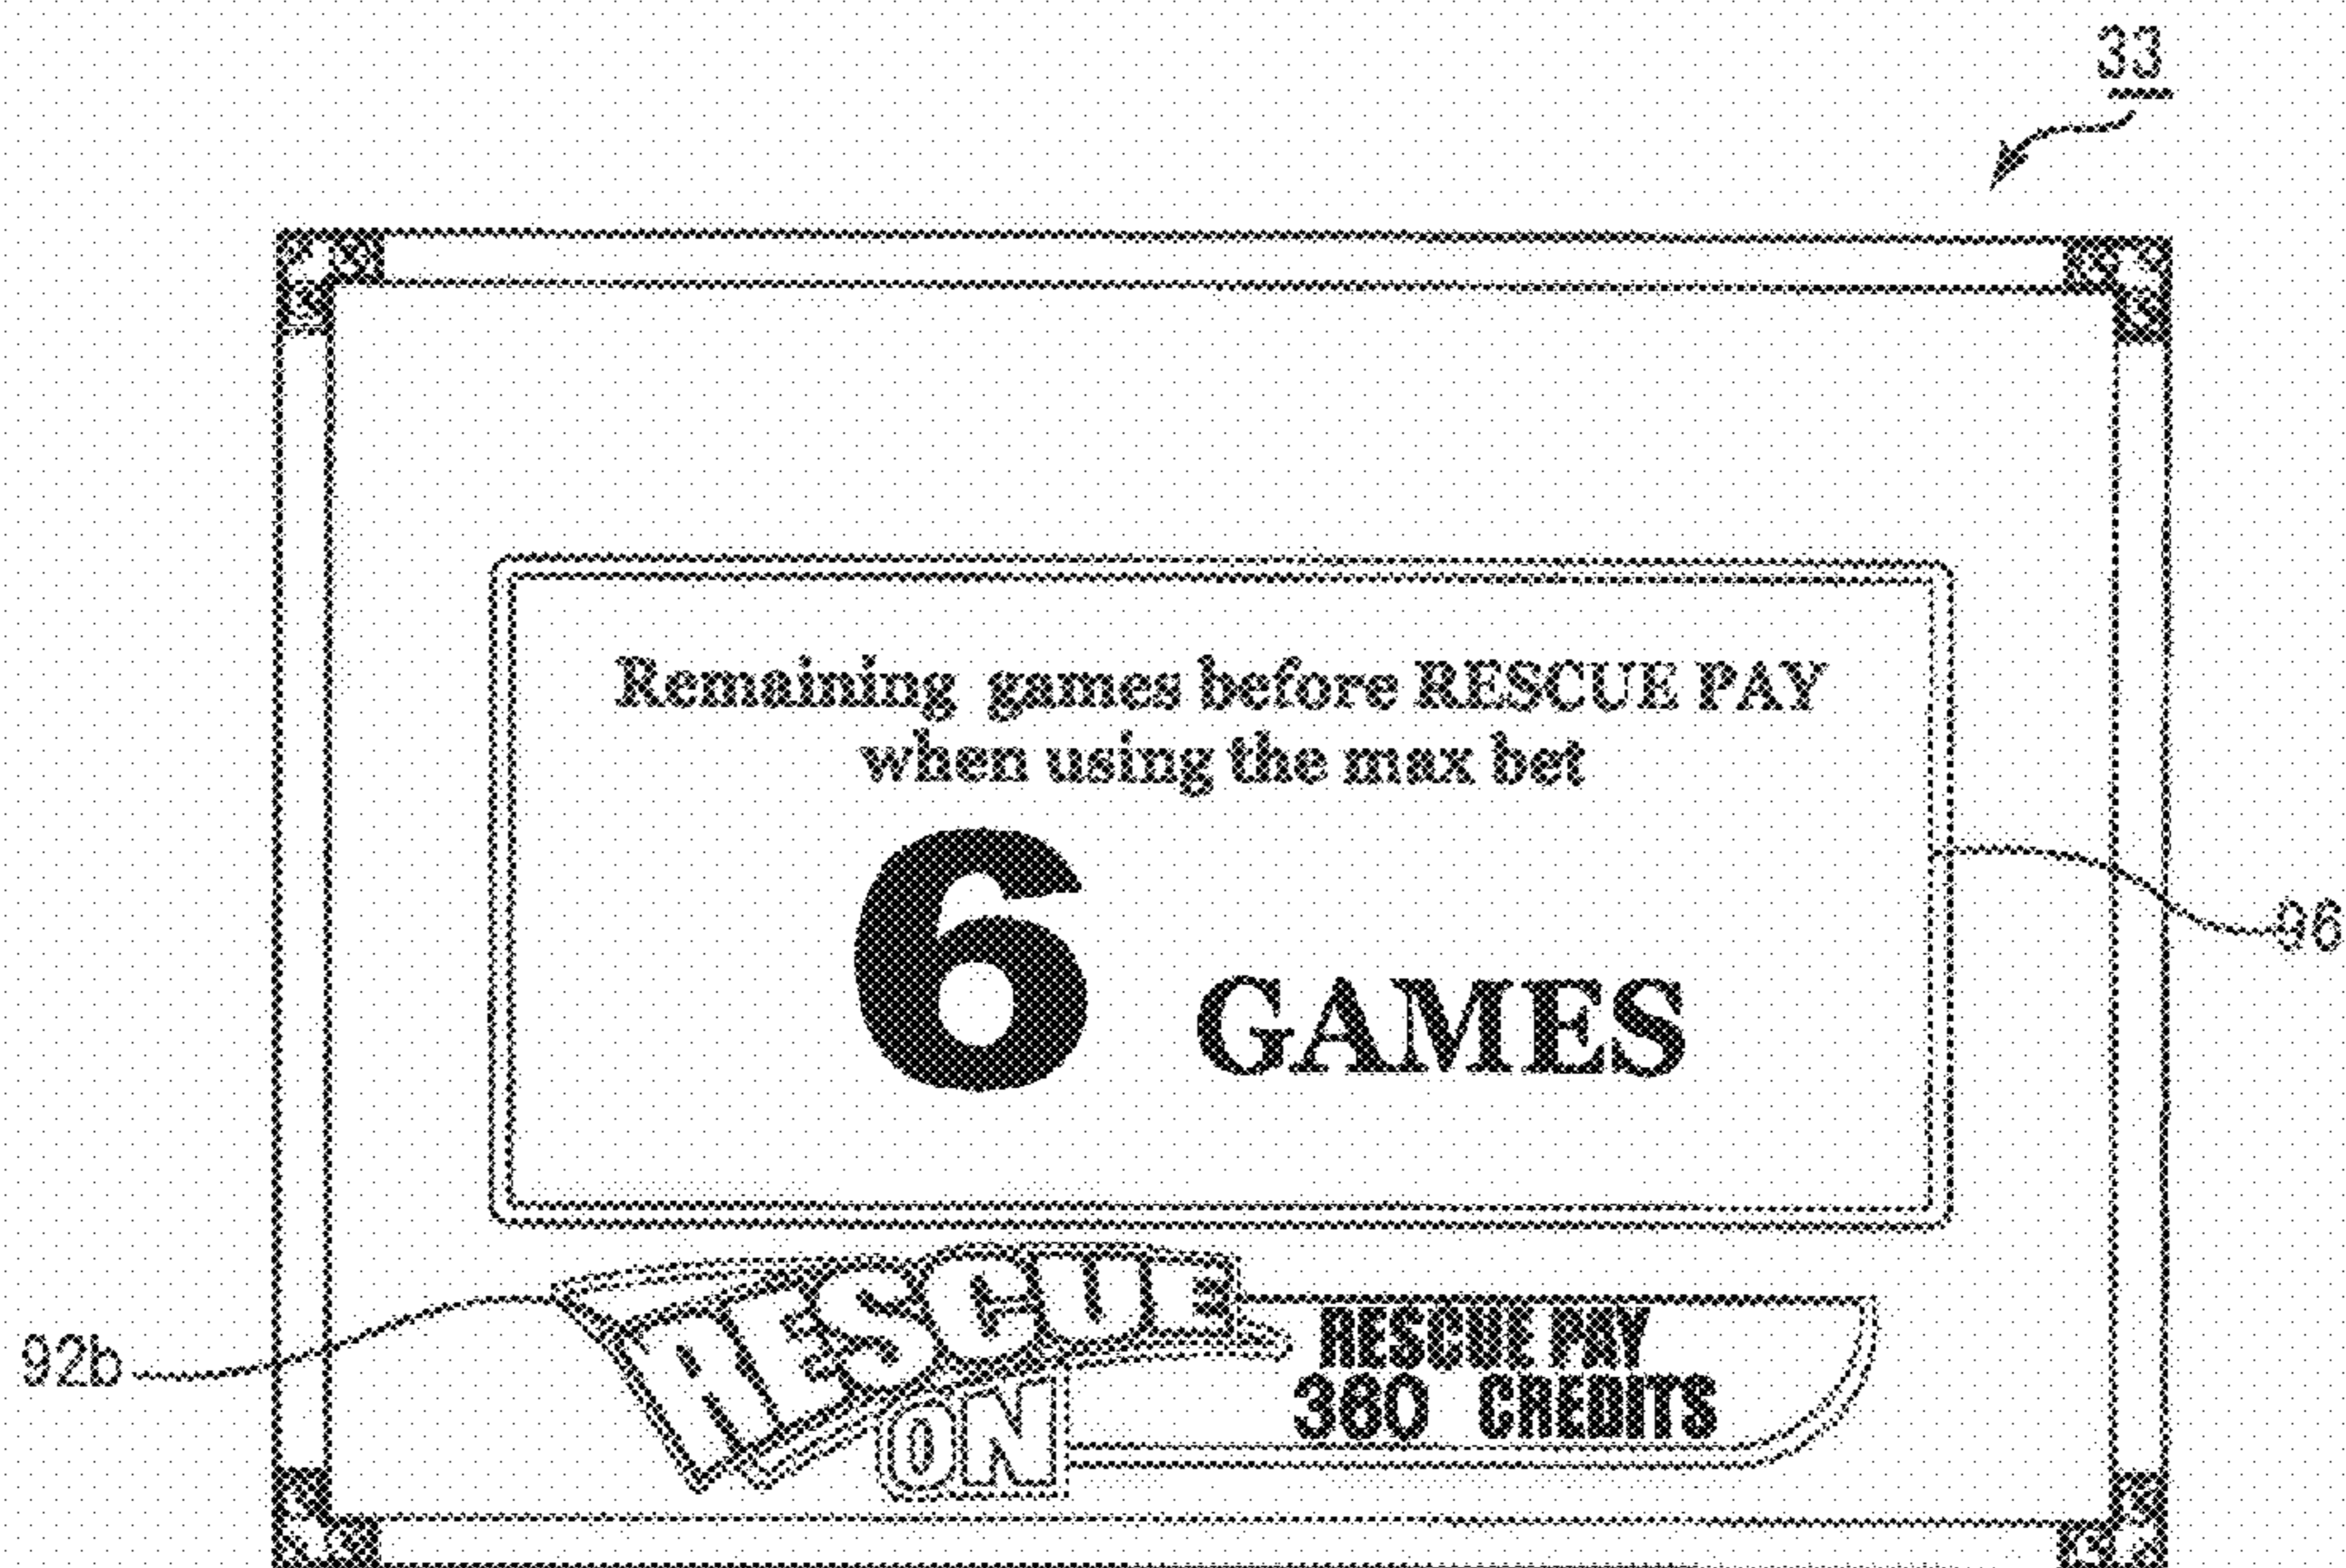 33
Remaining games before RESCUE PAY
when using the max bet
6 GAMES
96
RESCUE
ON
RESCUE PAY
360 CREDITS
92b